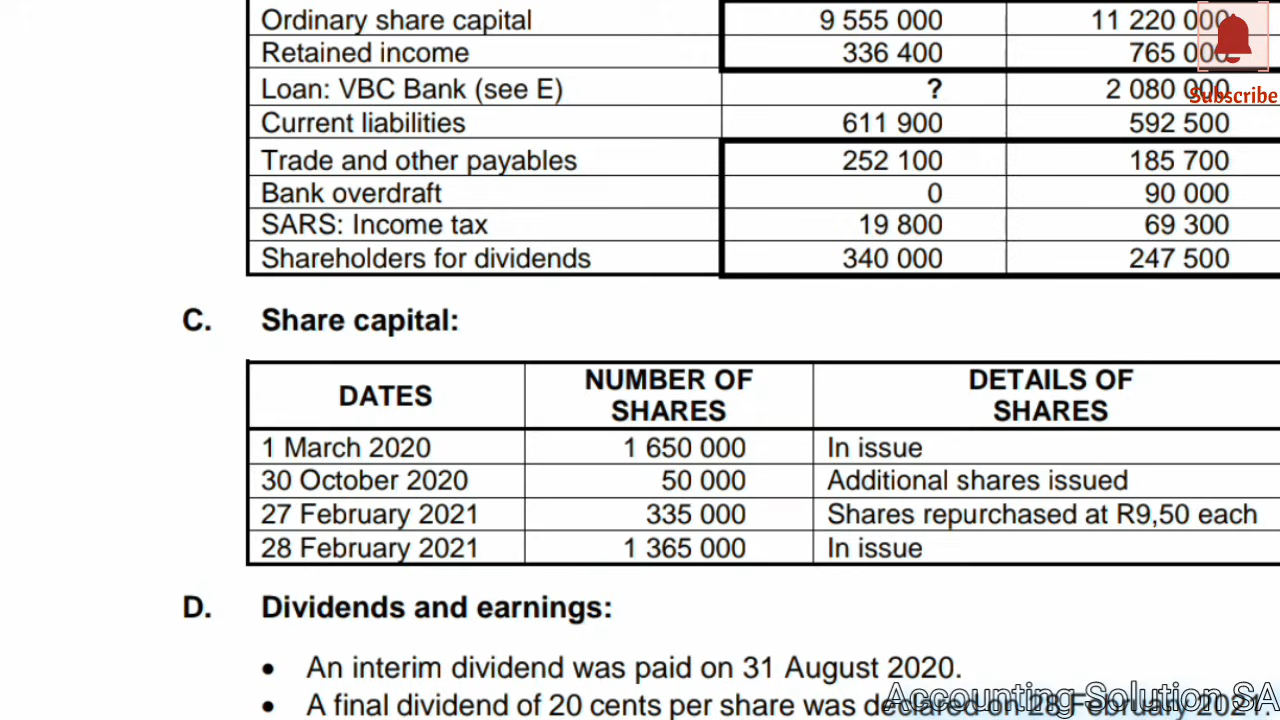 Ordinary share capital 9 555 000 11 220 000
Retained income 336 400 765 000
Loan: VBC Bank (see E) ? 2 080 000
Subscribe
Current liabilities 611 900 592 500
Trade and other payables 252 100 185 700
Bank overdraft 0 90 000
SARS: Income tax 19 800 69 300
Shareholders for dividends 340 000 247 500
C. Share capital:
DATES NUMBER OF SHARES DETAILS OF SHARES
1 March 2020 1 650 000 In issue
30 October 2020 50 000 Additional shares issued
27 February 2021 335 000 Shares repurchased at R9,50 each
28 February 2021 1 365 000 In issue
D. Dividends and earnings:
• An interim dividend was paid on 31 August 2020.
• A final dividend of 20 cents per share was declared on 28 February 2021.
Accounting Solution SA